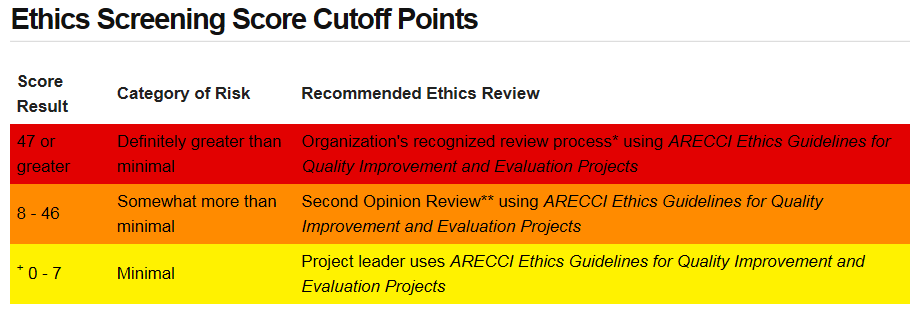 Ethics Screening Score Cutoff Points
Score
Result
Category of Risk
Recommended Ethics Review
47 or
greater
Definitely greater than
minimal
Organization's recognized review process* using ARECCI Ethics Guidelines for
Quality Improvement and Evaluation Projects
8 - 46
Somewhat more than
minimal
Second Opinion Review** using ARECCI Ethics Guidelines for Quality
Improvement and Evaluation Projects
+ 0 - 7
Minimal
Project leader uses ARECCI Ethics Guidelines for Quality Improvement and
Evaluation Projects